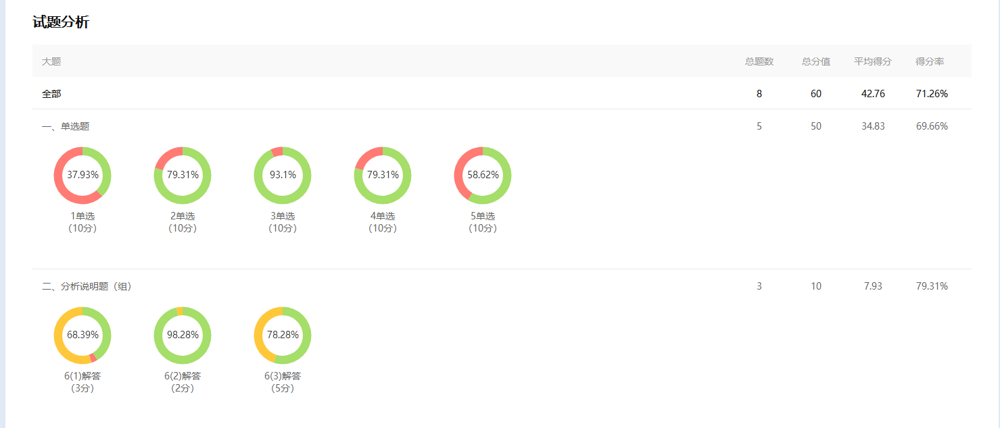 试题分析
大题 总题数 总分值 平均得分 得分率
全部 8 60 42.76 71.26%
一、单选题 5 50 34.83 69.66%
37.93% 79.31% 93.1% 79.31% 58.62%
1单选 2单选 3单选 4单选 5单选
(10分) (10分) (10分) (10分) (10分)
二、分析说明题（组） 3 10 7.93 79.31%
68.39% 98.28% 78.28%
6(1)解答 6(2)解答 6(3)解答
(3分) (2分) (5分)